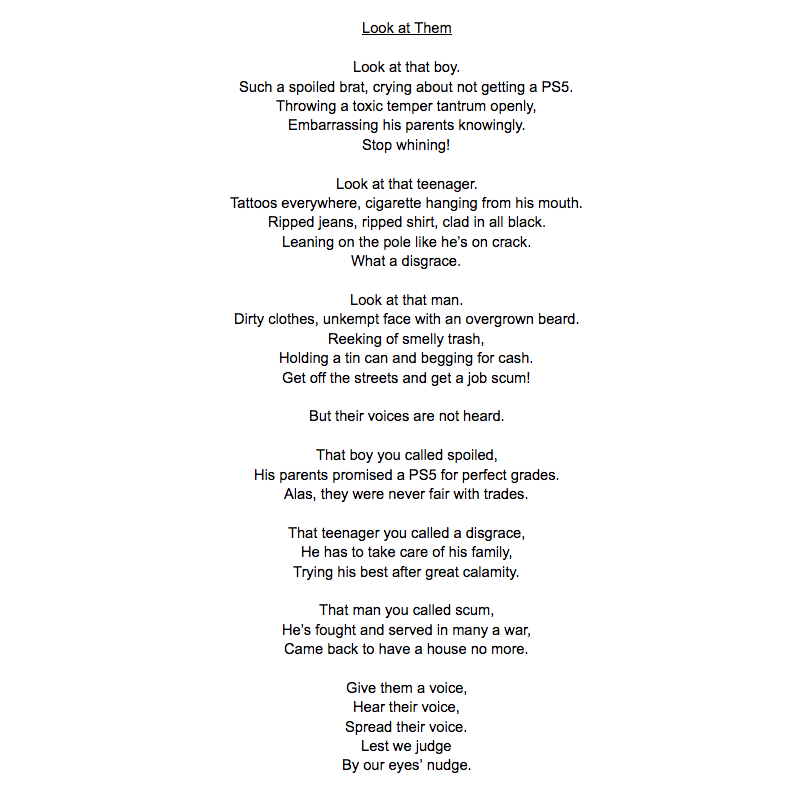 Look at Them
Look at that boy.
Such a spoiled brat, crying about not getting a PS5.
Throwing a toxic temper tantrum openly,
Embarrassing his parents knowingly.
Stop whining!
Look at that teenager.
Tattoos everywhere, cigarette hanging from his mouth.
Ripped jeans, ripped shirt, clad in all black.
Leaning on the pole like he’s on crack.
What a disgrace.
Look at that man.
Dirty clothes, unkempt face with an overgrown beard.
Reeking of smelly trash,
Holding a tin can and begging for cash.
Get off the streets and get a job scum!
But their voices are not heard.
That boy you called spoiled,
His parents promised a PS5 for perfect grades.
Alas, they were never fair with trades.
That teenager you called a disgrace,
He has to take care of his family,
Trying his best after great calamity.
That man you called scum,
He’s fought and served in many a war,
Came back to have a house no more.
Give them a voice,
Hear their voice,
Spread their voice.
Lest we judge
By our eyes’ nudge.